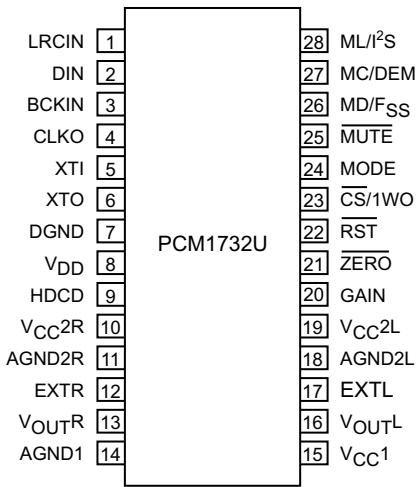 LRCIN 1 28 ML/I²S
DIN 2 27 MC/DEM
BCKIN 3 26 MD/FSS
CLKO 4 25 MUTE
XTI 5 24 MODE
XTO 6 23 CS/1WO
DGND 7 22 RST
PCM1732U
VDD 8 21 ZERO
HDCD 9 20 GAIN
VCC2R 10 19 VCC2L
AGND2R 11 18 AGND2L
EXTR 12 17 EXTL
VOUTR 13 16 VOUTL
AGND1 14 15 VCC1